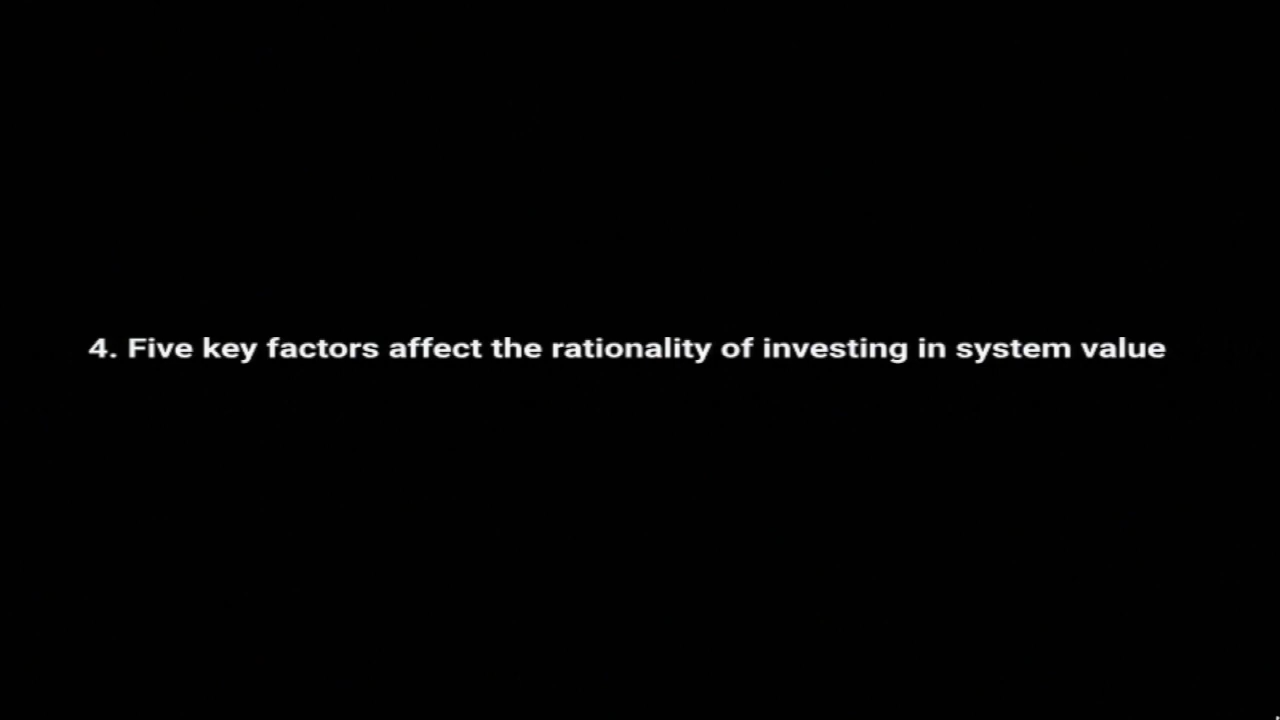 4. Five key factors affect the rationality of investing in system value